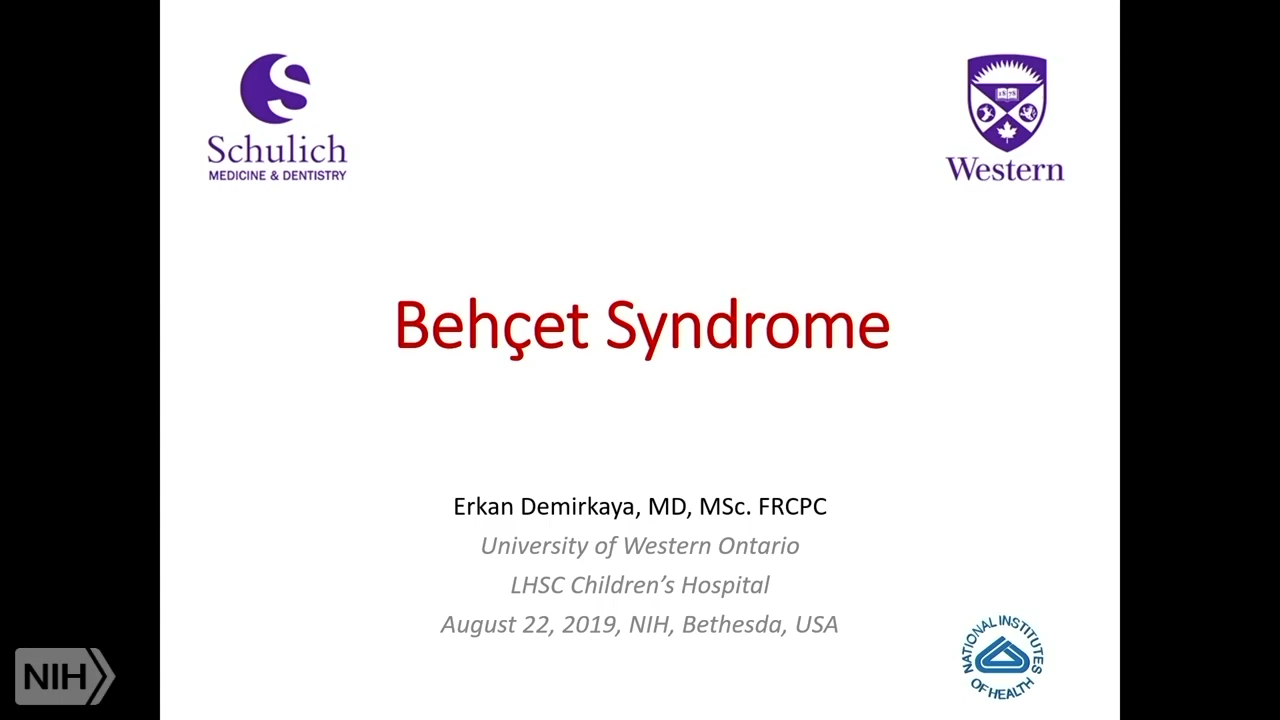 Schulich
MEDICINE & DENTISTRY
Western
Behçet Syndrome
Erkan Demirkaya, MD, MSc. FRCPC
University of Western Ontario
LHSC Children’s Hospital
August 22, 2019, NIH, Bethesda, USA
NATIONAL INSTITUTES
OF HEALTH
NIH